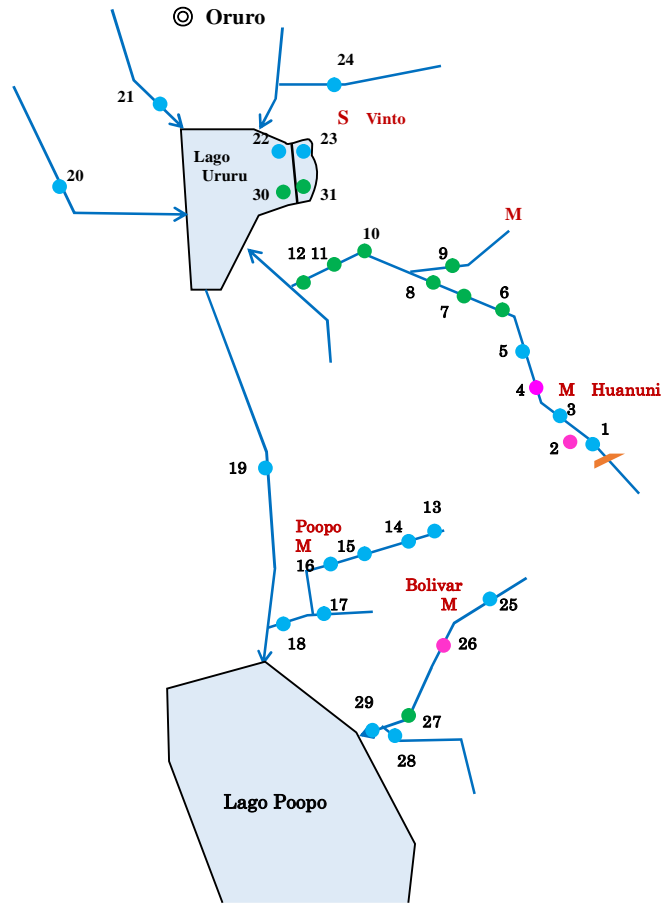 Oruro
24
21
S Vinto
22 23
Lago
Ururu
20
30 31
M
10
12 11 9
8
7 6
5
4 M Huanuni
3
1
2
19
Poopo
M
13
14
15
16
Bolivar
M
25
17
18
26
29
27
28
Lago Poopo